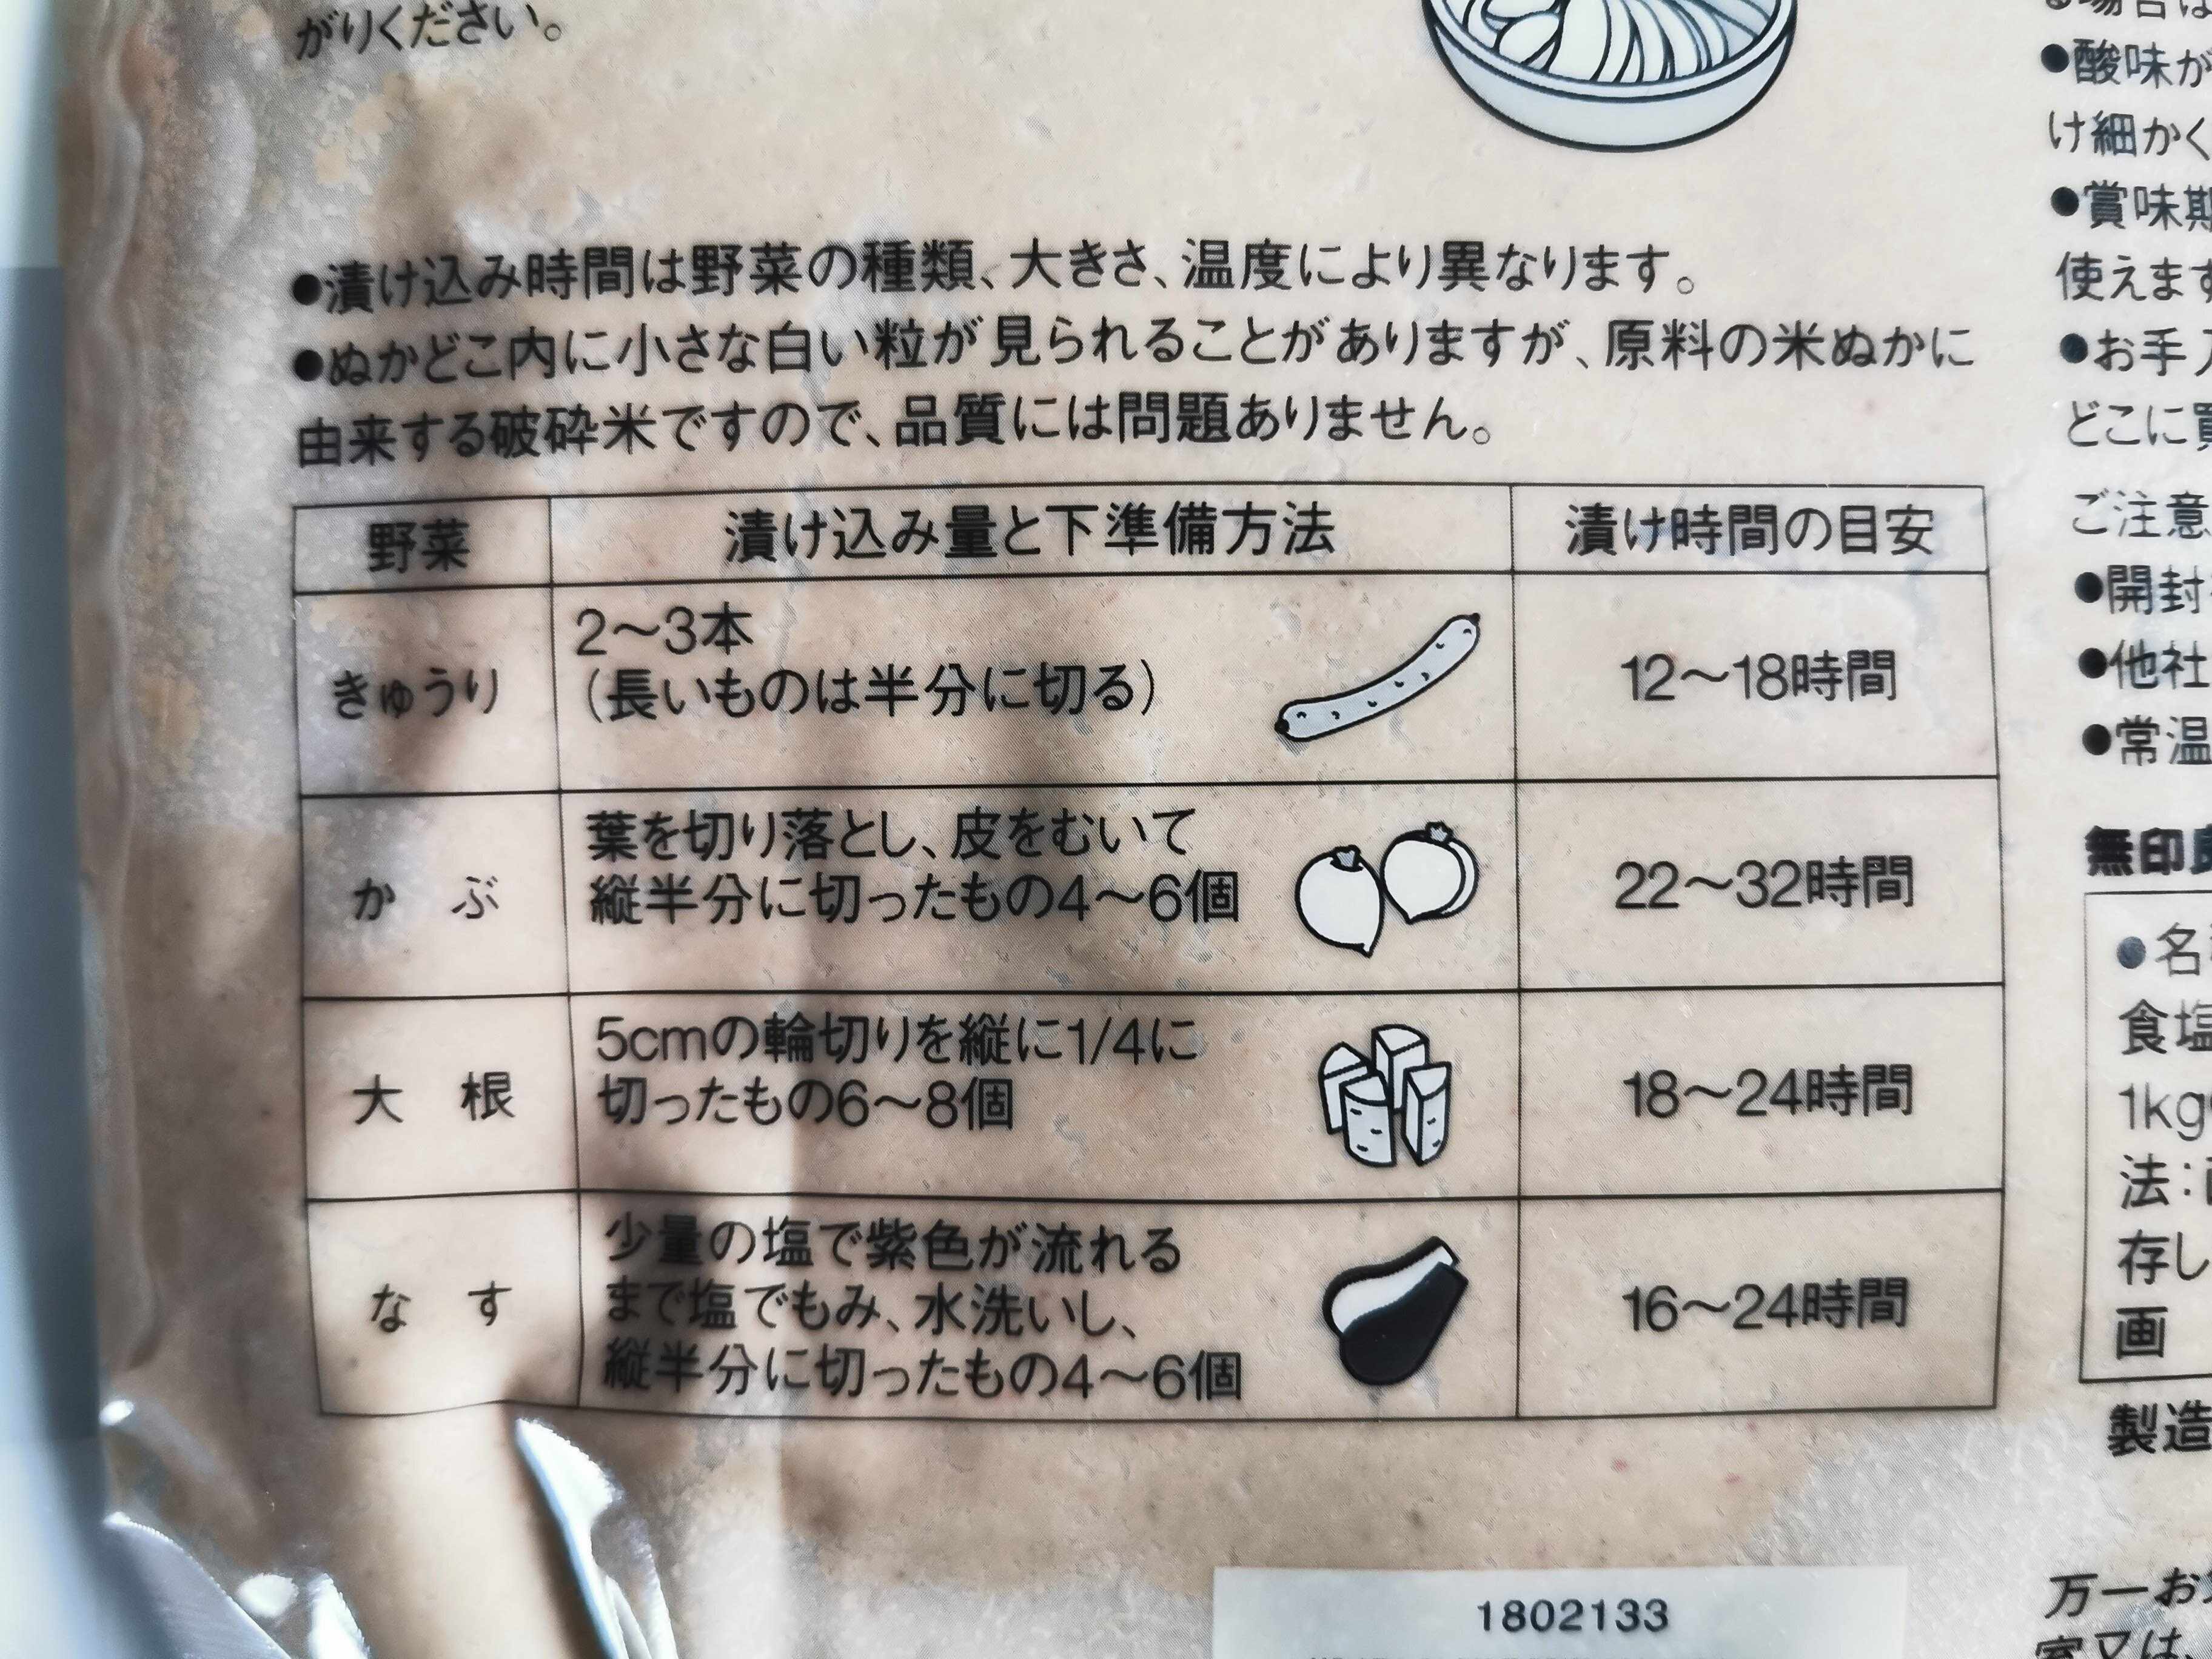 がりください。
●漬け込み時間は野菜の種類、大きさ、温度により異なります。
●ぬかどこ内に小さな白い粒が見られることがありますが、原料の米ぬかに
由来する破砕米ですので、品質には問題ありません。
野菜 漬け込み量と下準備方法 漬け時間の目安
きゅうり 2〜3本
(長いものは半分に切る) 12〜18時間
かぶ 葉を切り落とし、皮をむいて
縦半分に切ったもの4〜6個 22〜32時間
大根 5cmの輪切りを縦に1/4に
切ったもの6〜8個 18〜24時間
なす 少量の塩で紫色が流れる
まで塩でもみ、水洗いし、
縦半分に切ったもの4〜6個 16〜24時間
1802133
る場合は
●酸味が
け細かく
●賞味期
使えます
●お手入
どこに
ご注意
●開封
●他社
●常温
無印良
●名
食塩
1kg
法:
存し
画
製造
万一お